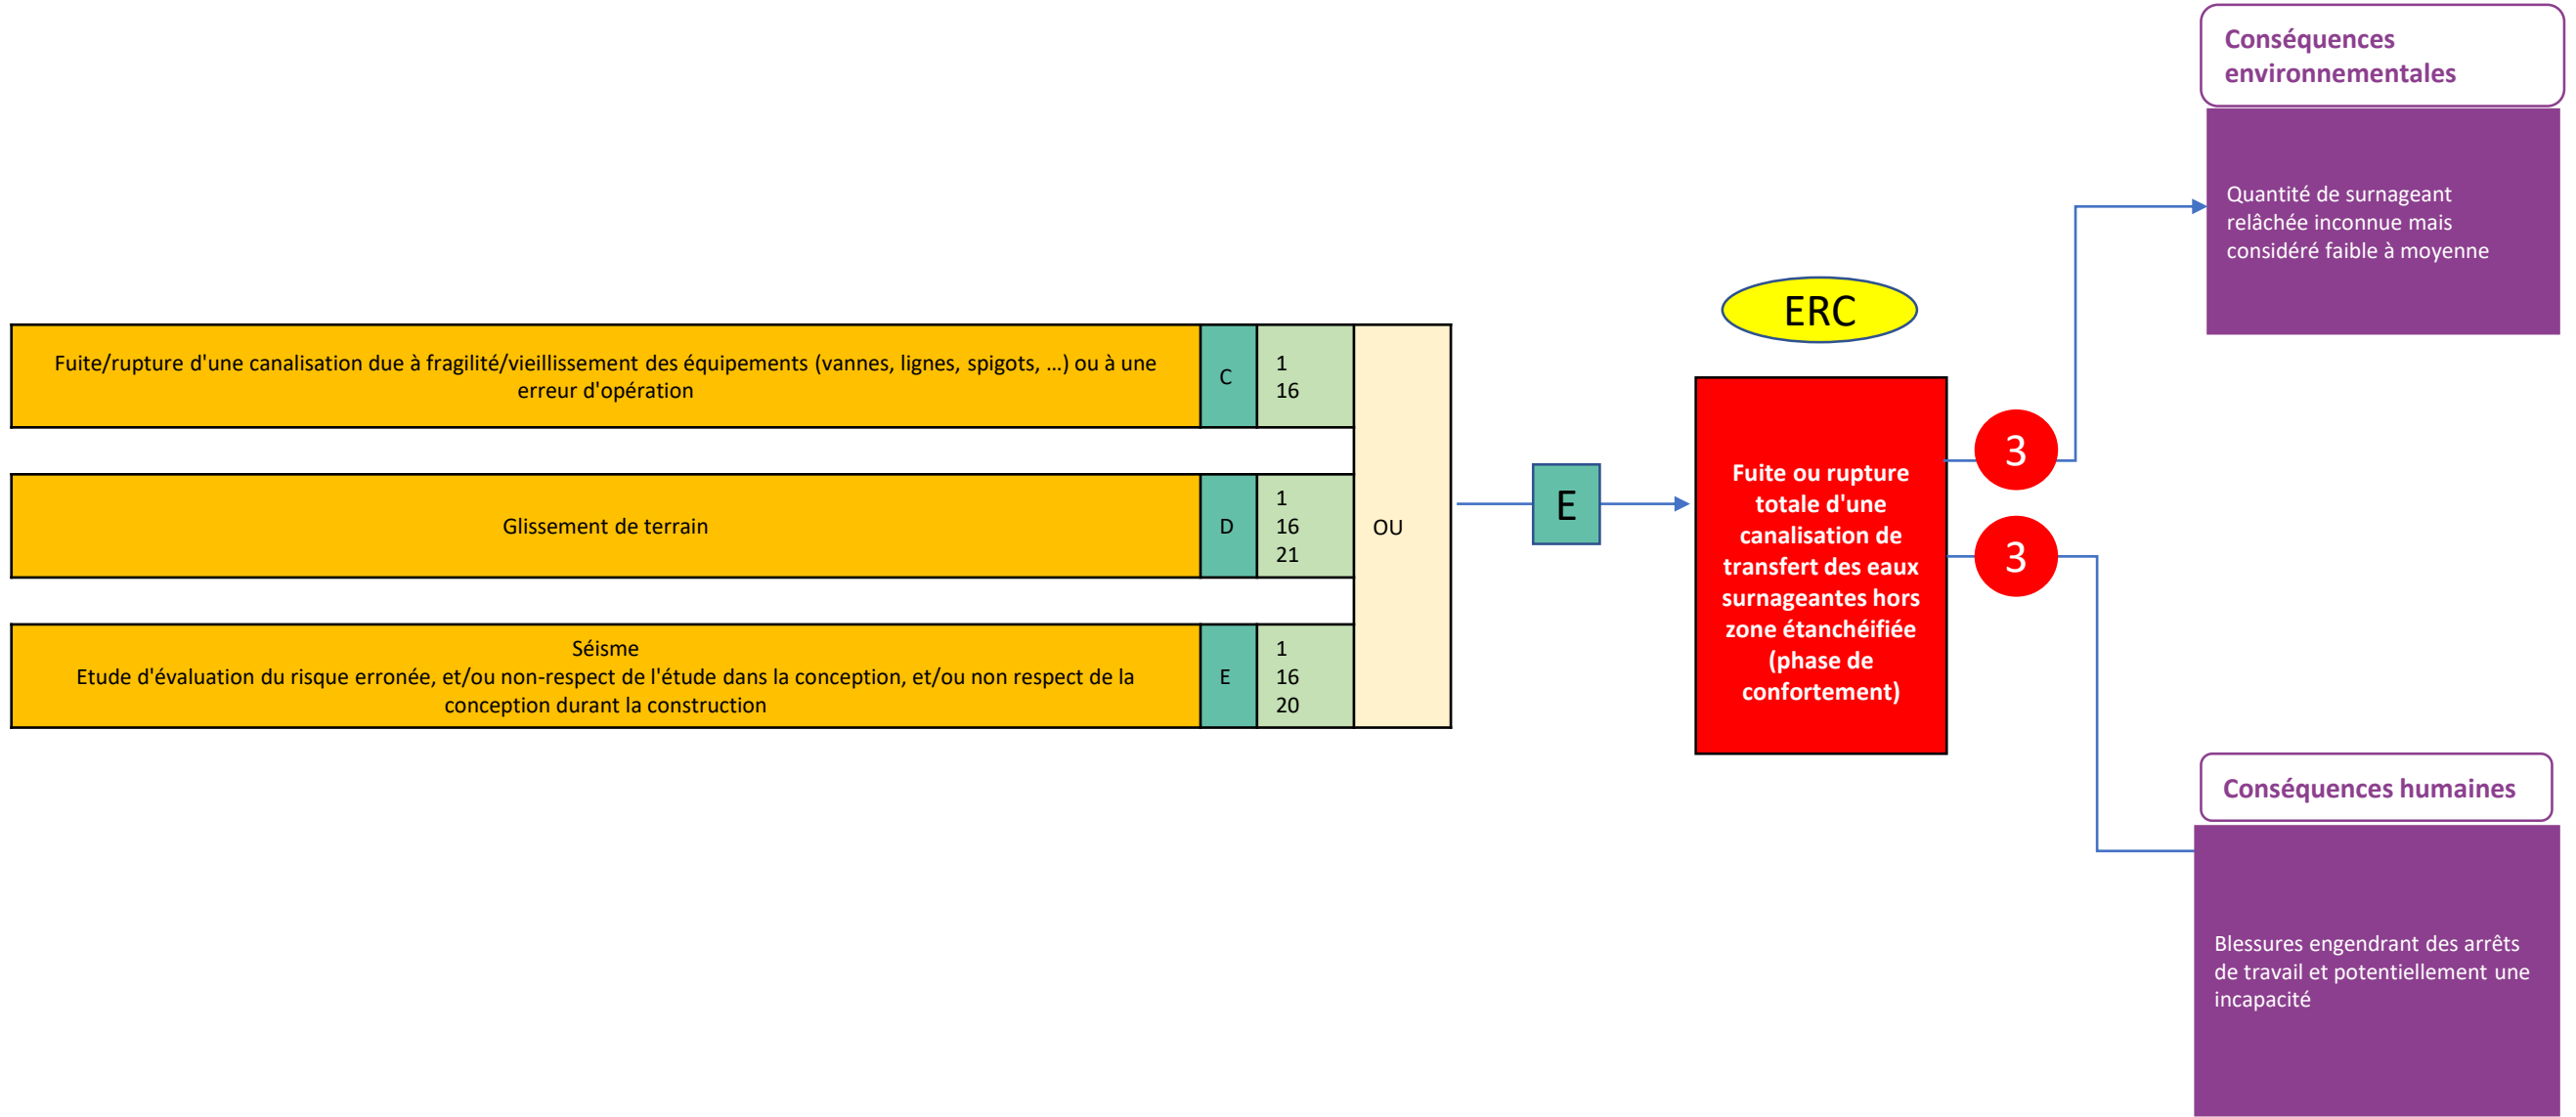 Fuite/rupture d'une canalisation due à fragilité/vieillissement des équipements (vannes, lignes, spigots, …) ou à une
erreur d'opération
C
1
16
Glissement de terrain
D
1
16
21
Séisme
Etude d'évaluation du risque erronée, et/ou non-respect de l'étude dans la conception, et/ou non respect de la
conception durant la construction
E
1
16
20
OU
E
ERC
Fuite ou rupture
totale d'une
canalisation de
transfert des eaux
surnageantes hors
zone étanchéifiée
(phase de
confortement)
3
3
Conséquences
environnementales
Quantité de surnageant
relâchée inconnue mais
considéré faible à moyenne
Conséquences humaines
Blessures engendrant des arrêts
de travail et potentiellement une
incapacité